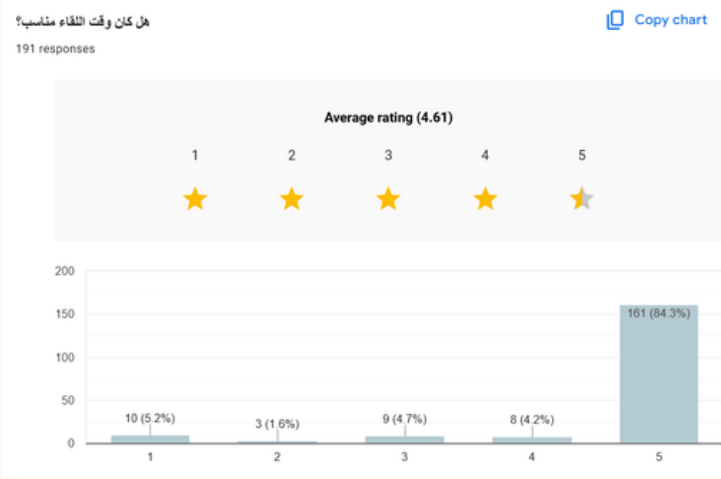 هل كان وقت اللقاء مناسب؟
Copy chart
191 responses
Average rating (4.61)
1 2 3 4 5
200
150
100
50
0
10 (5.2%)
3 (1.6%)
9 (4.7%)
8 (4.2%)
161 (84.3%)
1 2 3 4 5